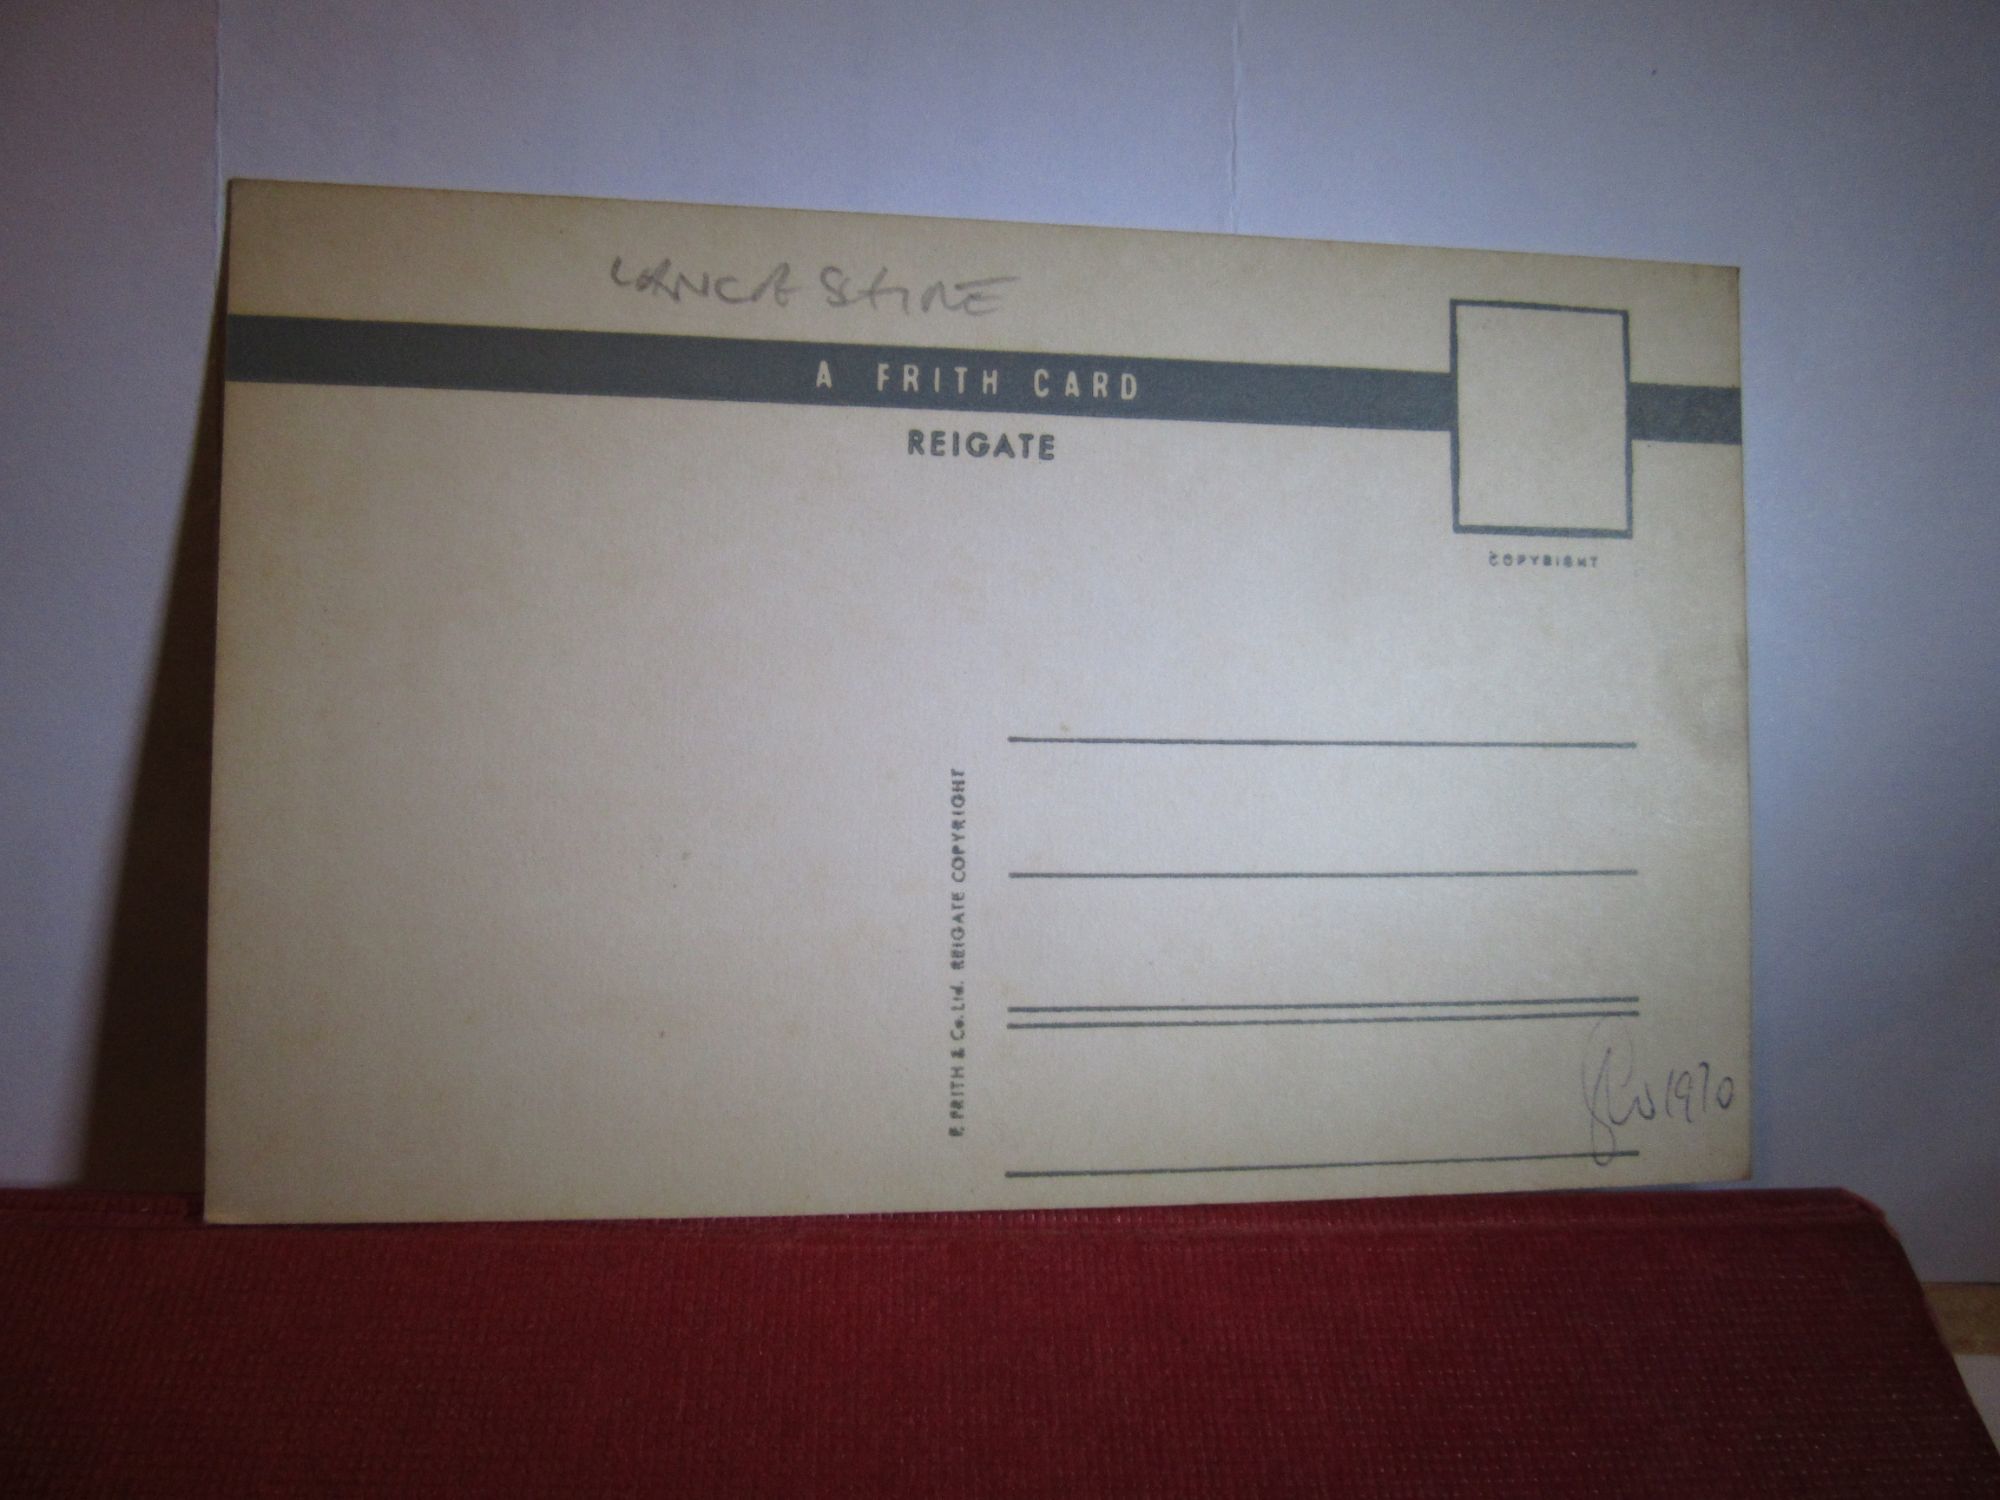 LANCASHIRE
A FRITH CARD
REIGATE
COPYRIGHT
F. FRITH & Co. Ltd. REIGATE COPYRIGHT
1970